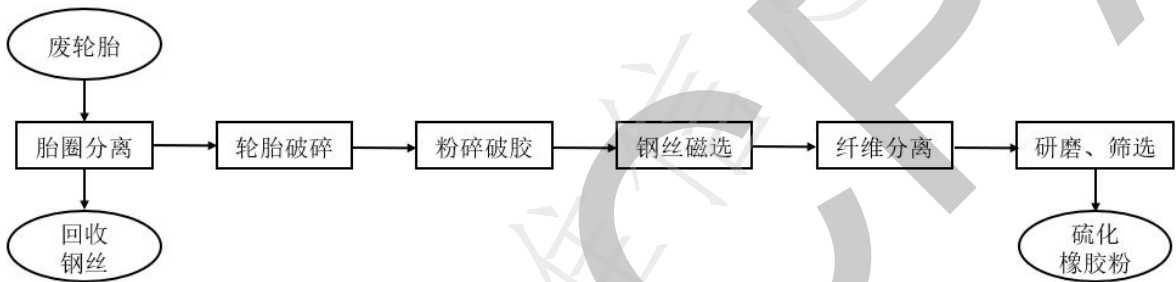 废轮胎
胎圈分离
轮胎破碎
粉碎破胶
钢丝磁选
纤维分离
研磨、筛选
回收
钢丝
硫化
橡胶粉